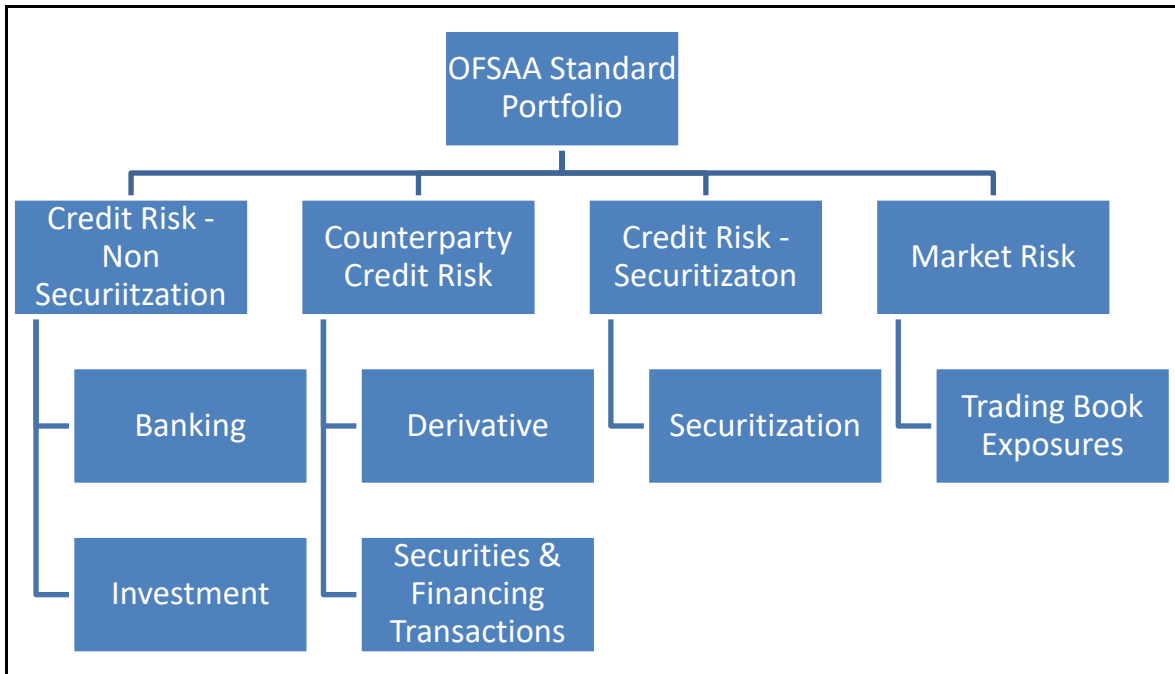 OFSAA Standard
Portfolio
Credit Risk -
Non
Securiitzation
Counterparty
Credit Risk
Credit Risk -
Securitizaton
Market Risk
Banking
Derivative
Securitization
Trading Book
Exposures
Investment
Securities &
Financing
Transactions